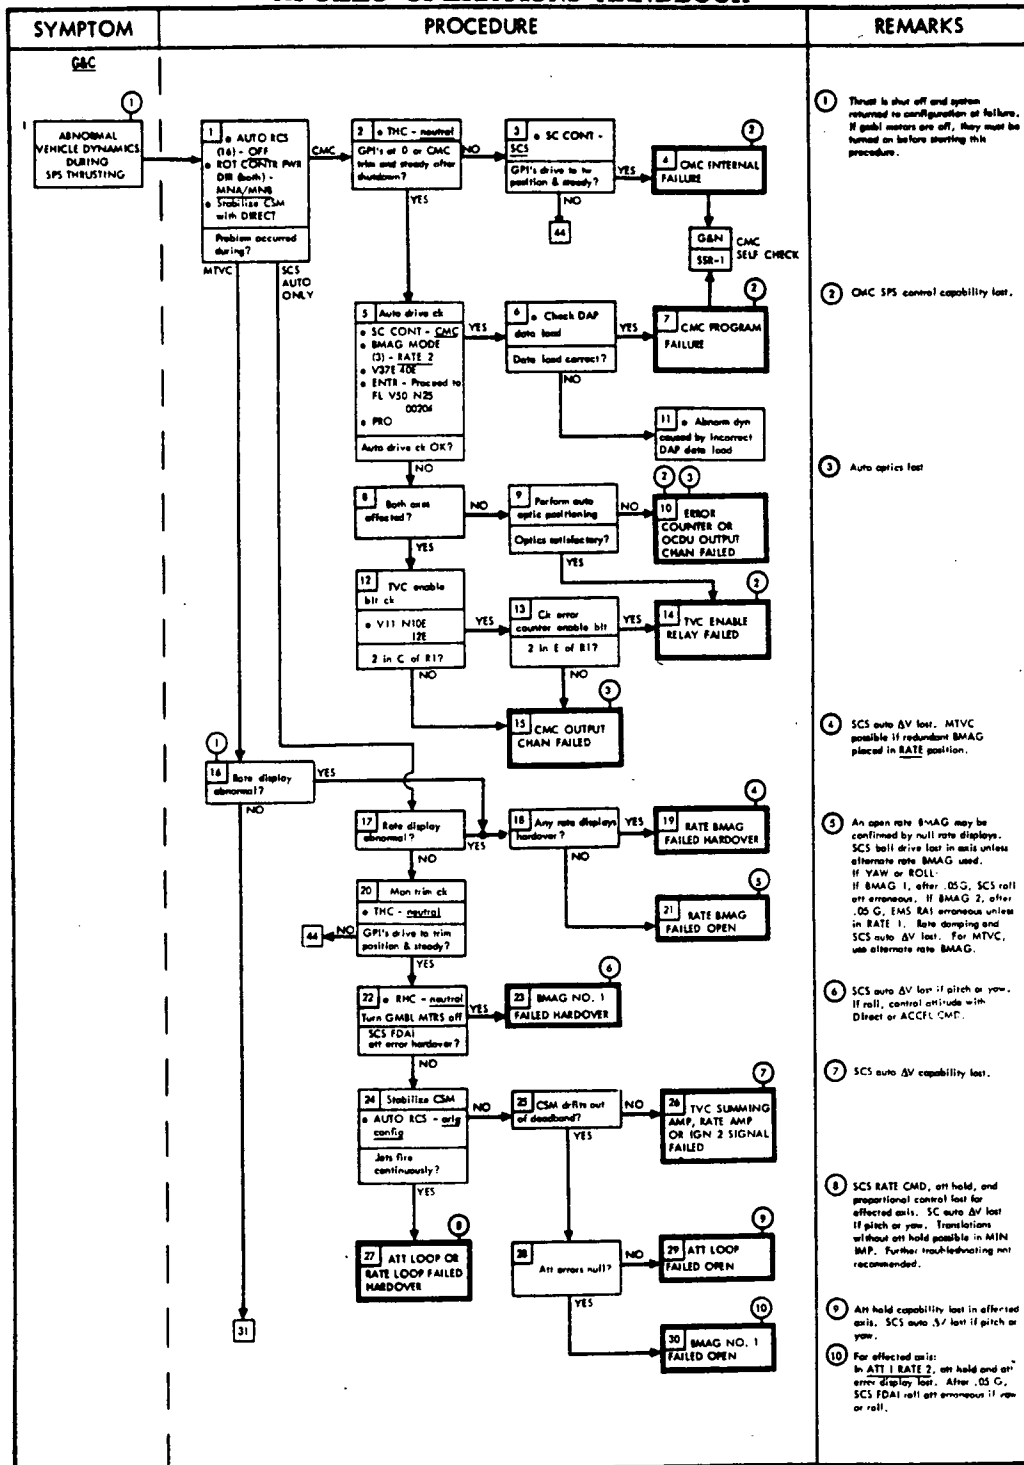 SYMPTOM
PROCEDURE
REMARKS
G&C
1
ABNORMAL
VEHICLE DYNAMICS
DURING
SPS THRUSTING
1
• AUTO RCS
(16) - OFF
• ROT CONTR PWR
DIR (both) -
MNA/MNB
• Stabilize CSM
with DIRECT?
Problem occurred
during?
CMC
MTVC
SCS
AUTO
ONLY
2
• THC - neutral
GPI's at 0 or CMC
trim and steady after
shutdown?
NO
YES
3
• SC CONT -
SCS
GPI's drive to tw
position & steady?
YES
NO
44
2
4
CMC INTERNAL
FAILURE
G&N
SSR-1
CMC
SELF CHECK
5
Auto drive ck
• SC CONT - CMC
• BMAG MODE
(3) - RATE 2
• V37E 40E
• ENTR - Proceed to
FL V50 N25
00204
• PRO
Auto drive ck OK?
YES
NO
6
• Check DAP
data load
Data load correct?
YES
NO
2
7
CMC PROGRAM
FAILURE
11
• Abnorm dyn
caused by incorrect
DAP data load
8
Both axes
affected?
NO
YES
9
Perform auto
optic positioning
Optics satisfactory?
NO
YES
2
3
10
ERROR
COUNTER OR
OCDU OUTPUT
CHAN FAILED
12
TVC enable
blt ck
• V11 N10E
12E
2 in C of R1?
YES
NO
13
Ck error
counter enable blt
2 in E of R1?
YES
NO
2
14
TVC ENABLE
RELAY FAILED
3
15
CMC OUTPUT
CHAN FAILED
1
16
Rate display
abnormal?
YES
NO
17
Rate display
abnormal?
YES
NO
18
Any rate displays
hardover?
YES
NO
4
19
RATE BMAG
FAILED HARDOVER
5
21
RATE BMAG
FAILED OPEN
20
Man trim ck
• THC - neutral
GPI's drive to trim
position & steady?
NO
44
YES
22
• RHC - neutral
Turn GMBL MTRS off
SCS FDAI
att error hardover?
YES
NO
6
23
BMAG NO. 1
FAILED HARDOVER
24
Stabilize CSM
• AUTO RCS - orig
config
Jets fire
continuously?
NO
YES
25
CSM drifts out
of deadband?
NO
YES
7
26
TVC SUMMING
AMP, RATE AMP
OR IGN 2 SIGNAL
FAILED
8
27
ATT LOOP OR
RATE LOOP FAILED
HARDOVER
28
Att errors null?
NO
YES
9
29
ATT LOOP
FAILED OPEN
10
30
BMAG NO. 1
FAILED OPEN
31
1 Thrust is shut off and system
returned to configuration at failure.
If gmbl motors are off, they must be
turned on before starting this
procedure.
2 CMC SPS control capability lost.
3 Auto optics lost
4 SCS auto ΔV lost. MTVC
possible if redundant BMAG
placed in RATE position.
5 An open rate BMAG may be
confirmed by null rate displays.
SCS ball drive lost in axis unless
alternate rate BMAG used.
If YAW or ROLL:
If BMAG 1, after .05G, SCS roll
att erroneous. If BMAG 2, after
.05 G, EMS RAS erroneous unless
in RATE 1. Rate damping and
SCS auto ΔV lost. For MTVC,
use alternate rate BMAG.
6 SCS auto ΔV lost if pitch or yaw.
If roll, control attitude with
Direct or ACCEL CMD.
7 SCS auto ΔV capability lost.
8 SCS RATE CMD, att hold, and
proportional control lost for
affected axis. SC auto ΔV lost
if pitch or yaw. Translations
without att hold possible in MIN
IMP. Further troubleshooting not
recommended.
9 Att hold capability lost in affected
axis. SCS auto ΔV lost if pitch or
yaw.
10 For affected axis:
In ATT 1 RATE 2, att hold and att
error display lost. After .05 G,
SCS FDAI roll att erroneous if yaw
or roll.